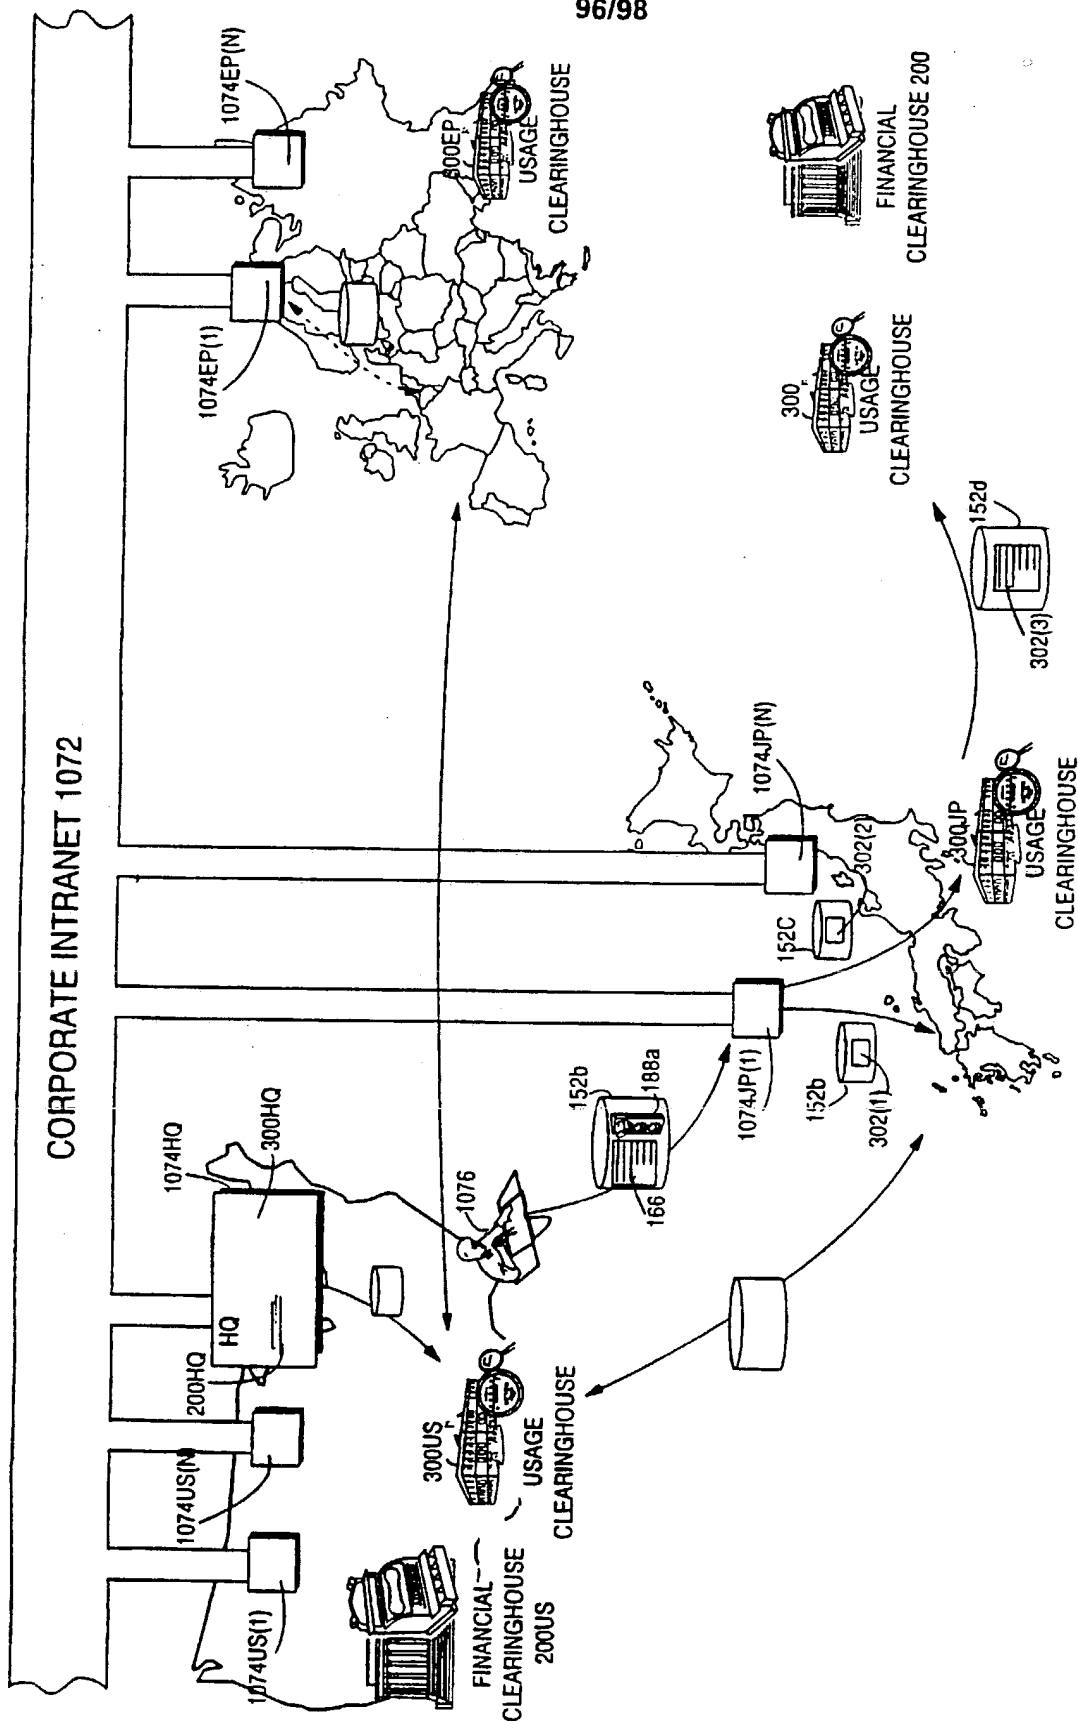 96/98
CORPORATE INTRANET 1072
1074EP(N)
1074EP(1)
300EP
USAGE
CLEARINGHOUSE
FINANCIAL
CLEARINGHOUSE 200
300
USAGE
CLEARINGHOUSE
152d
302(3)
1074JP(N)
302(2)
152C
300JP
USAGE
CLEARINGHOUSE
1074JP(1)
152b
302(1)
152b
188a
166
1076
1074HQ
300HQ
HQ
200HQ
1074US(N)
1074US(1)
300US
USAGE
CLEARINGHOUSE
FINANCIAL
CLEARINGHOUSE
200US